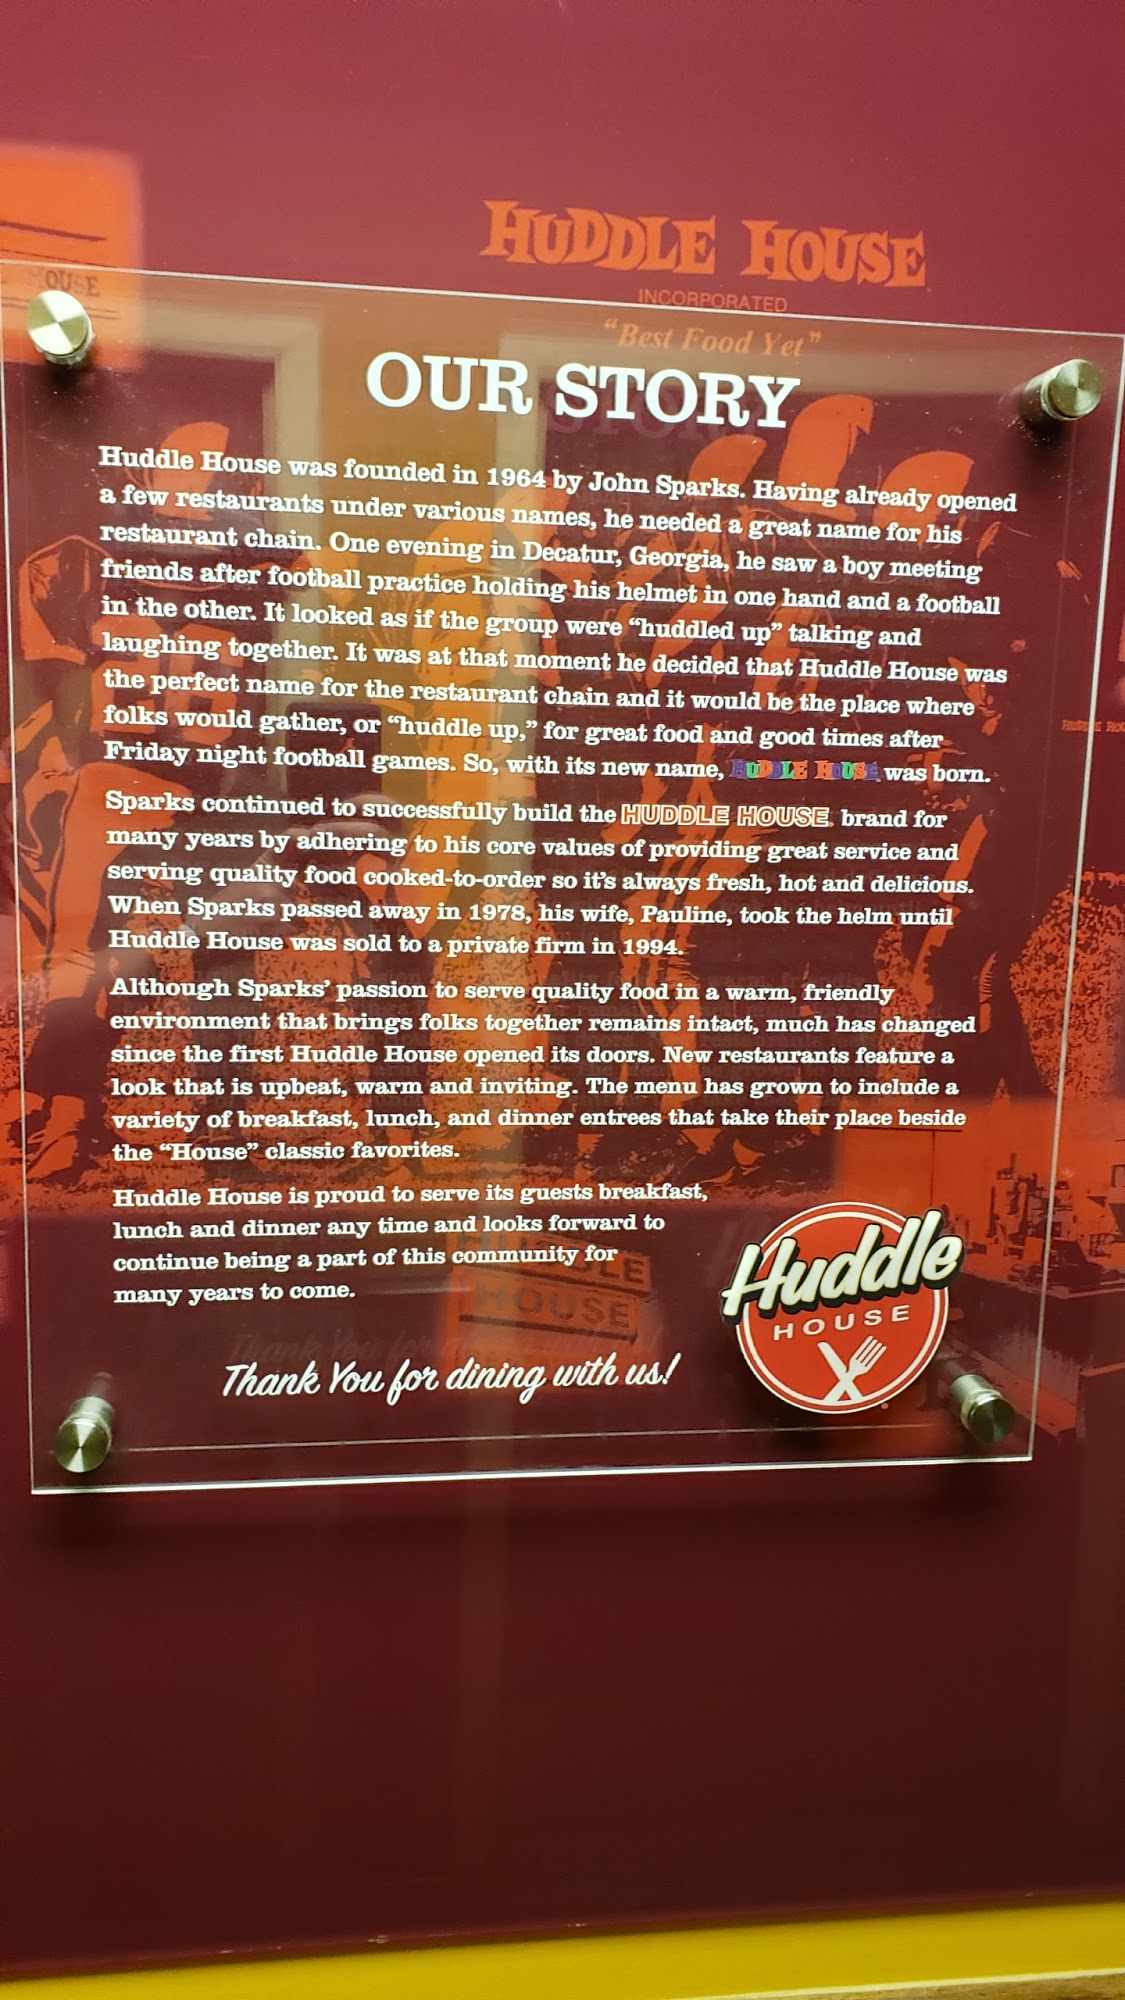 HUDDLE HOUSE
INCORPORATED
"Best Food Yet"
OUSE
OUR STORY
Huddle House was founded in 1964 by John Sparks. Having already opened
a few restaurants under various names, he needed a great name for his
restaurant chain. One evening in Decatur, Georgia, he saw a boy meeting
friends after football practice holding his helmet in one hand and a football
in the other. It looked as if the group were "huddled up" talking and
laughing together. It was at that moment he decided that Huddle House was
the perfect name for the restaurant chain and it would be the place where
folks would gather, or "huddle up," for great food and good times after
Friday night football games. So, with its new name, HUDDLE HOUSE was born.
Sparks continued to successfully build the HUDDLE HOUSE. brand for
many years by adhering to his core values of providing great service and
serving quality food cooked-to-order so it's always fresh, hot and delicious.
When Sparks passed away in 1978, his wife, Pauline, took the helm until
Huddle House was sold to a private firm in 1994.
Although Sparks' passion to serve quality food in a warm, friendly
environment that brings folks together remains intact, much has changed
since the first Huddle House opened its doors. New restaurants feature a
look that is upbeat, warm and inviting. The menu has grown to include a
variety of breakfast, lunch, and dinner entrees that take their place beside
the "House" classic favorites.
Huddle House is proud to serve its guests breakfast,
lunch and dinner any time and looks forward to
continue being a part of this community for
many years to come.
HOUSE
Huddle
HOUSE
Thank You for dining with us!